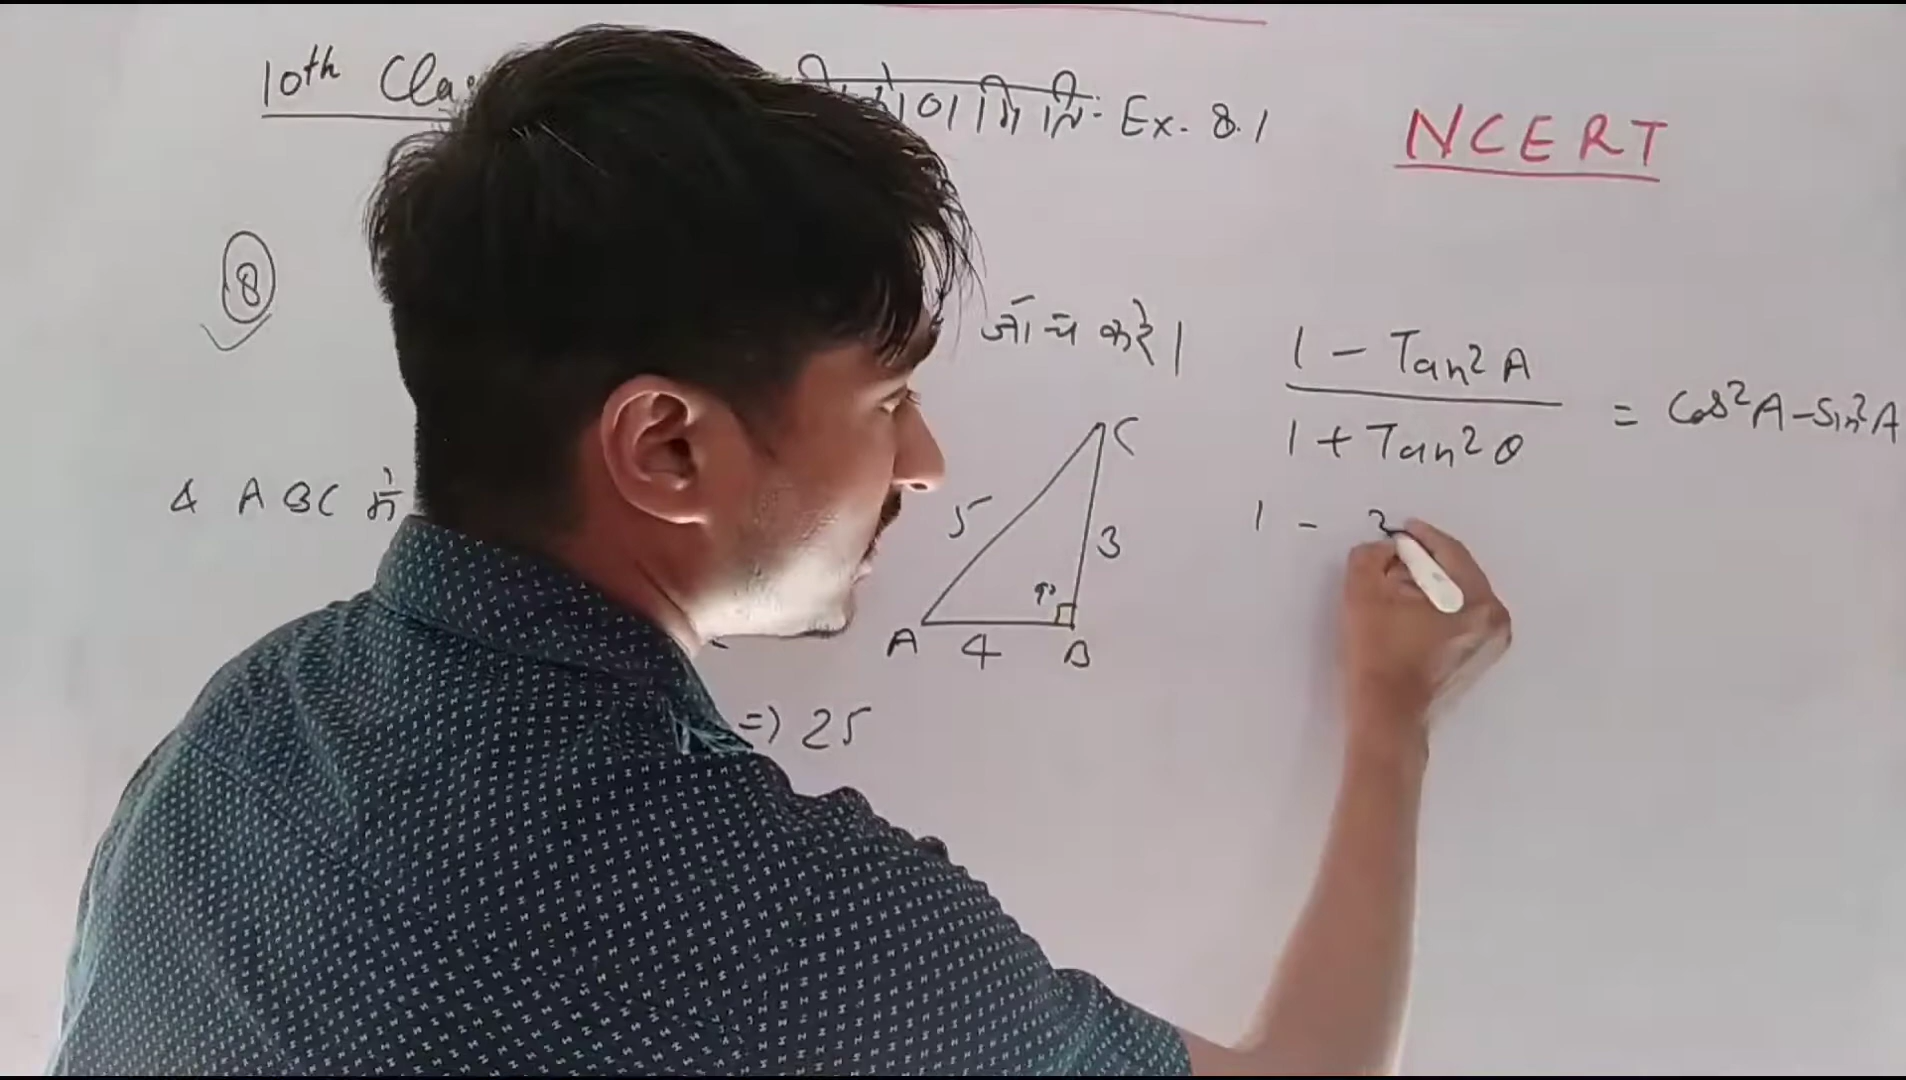 10th Cla
Ex. 8.1
NCERT
8
जाँच करें।
1 - Tan²A
1 + Tan²θ
= Cos²A - Sin²A
ABC में
C
5
3
1 - 3
90
A 4 B
=) 25